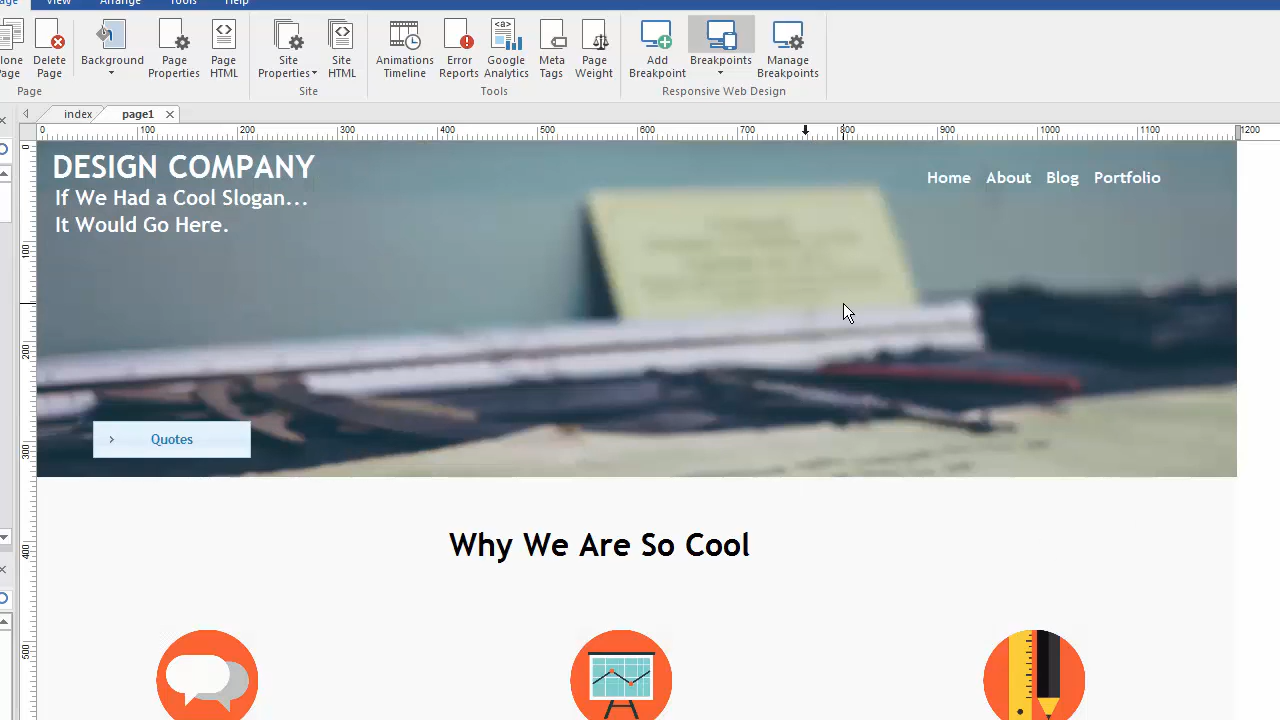 View
Arrange
Tools
Help
Delete Page
Background
Page Properties
Page HTML
Site Properties
Site HTML
Animations Timeline
Error Reports
Google Analytics
Meta Tags
Page Weight
Add Breakpoint
Breakpoints
Manage Breakpoints
Page
Site
Tools
Responsive Web Design
index
page1
0 100 200 300 400 500 600 700 800 900 1000 1100 1200
0
100
200
300
400
500
DESIGN COMPANY
If We Had a Cool Slogan...
It Would Go Here.
Home About Blog Portfolio
Quotes
Why We Are So Cool